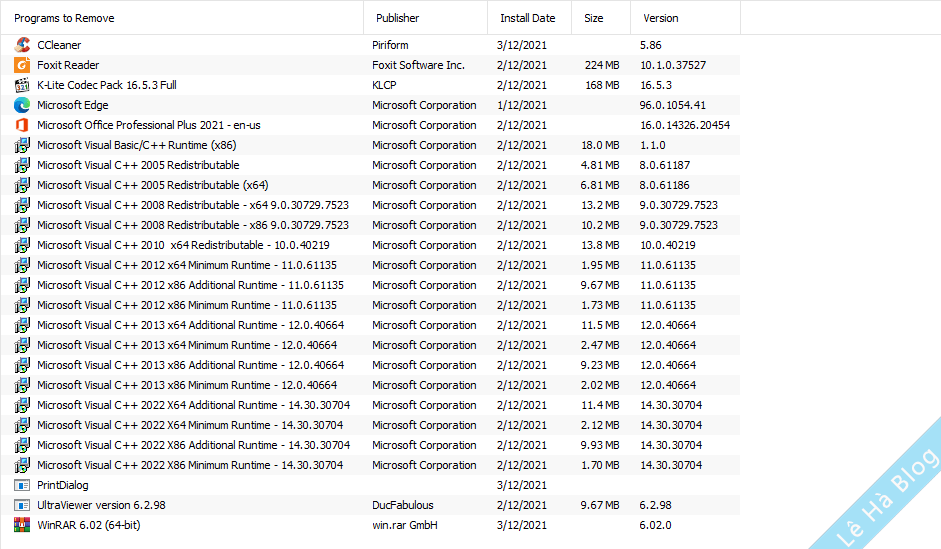 Programs to Remove Publisher Install Date Size Version
CCleaner Piriform 3/12/2021 5.86
Foxit Reader Foxit Software Inc. 2/12/2021 224 MB 10.1.0.37527
K-Lite Codec Pack 16.5.3 Full KLCP 2/12/2021 168 MB 16.5.3
Microsoft Edge Microsoft Corporation 1/12/2021 96.0.1054.41
Microsoft Office Professional Plus 2021 - en-us Microsoft Corporation 2/12/2021 16.0.14326.20454
Microsoft Visual Basic/C++ Runtime (x86) Microsoft Corporation 2/12/2021 18.0 MB 1.1.0
Microsoft Visual C++ 2005 Redistributable Microsoft Corporation 2/12/2021 4.81 MB 8.0.61187
Microsoft Visual C++ 2005 Redistributable (x64) Microsoft Corporation 2/12/2021 6.81 MB 8.0.61186
Microsoft Visual C++ 2008 Redistributable - x64 9.0.30729.7523 Microsoft Corporation 2/12/2021 13.2 MB 9.0.30729.7523
Microsoft Visual C++ 2008 Redistributable - x86 9.0.30729.7523 Microsoft Corporation 2/12/2021 10.2 MB 9.0.30729.7523
Microsoft Visual C++ 2010  x64 Redistributable - 10.0.40219 Microsoft Corporation 2/12/2021 13.8 MB 10.0.40219
Microsoft Visual C++ 2012 x64 Minimum Runtime - 11.0.61135 Microsoft Corporation 2/12/2021 1.95 MB 11.0.61135
Microsoft Visual C++ 2012 x86 Additional Runtime - 11.0.61135 Microsoft Corporation 2/12/2021 9.67 MB 11.0.61135
Microsoft Visual C++ 2012 x86 Minimum Runtime - 11.0.61135 Microsoft Corporation 2/12/2021 1.73 MB 11.0.61135
Microsoft Visual C++ 2013 x64 Additional Runtime - 12.0.40664 Microsoft Corporation 2/12/2021 11.5 MB 12.0.40664
Microsoft Visual C++ 2013 x64 Minimum Runtime - 12.0.40664 Microsoft Corporation 2/12/2021 2.47 MB 12.0.40664
Microsoft Visual C++ 2013 x86 Additional Runtime - 12.0.40664 Microsoft Corporation 2/12/2021 9.23 MB 12.0.40664
Microsoft Visual C++ 2013 x86 Minimum Runtime - 12.0.40664 Microsoft Corporation 2/12/2021 2.02 MB 12.0.40664
Microsoft Visual C++ 2022 X64 Additional Runtime - 14.30.30704 Microsoft Corporation 2/12/2021 11.4 MB 14.30.30704
Microsoft Visual C++ 2022 X64 Minimum Runtime - 14.30.30704 Microsoft Corporation 2/12/2021 2.12 MB 14.30.30704
Microsoft Visual C++ 2022 X86 Additional Runtime - 14.30.30704 Microsoft Corporation 2/12/2021 9.93 MB 14.30.30704
Microsoft Visual C++ 2022 X86 Minimum Runtime - 14.30.30704 Microsoft Corporation 2/12/2021 1.70 MB 14.30.30704
PrintDialog 3/12/2021
UltraViewer version 6.2.98 DucFabulous 2/12/2021 9.67 MB 6.2.98
WinRAR 6.02 (64-bit) win.rar GmbH 3/12/2021 6.02.0
Lê Hà Blog